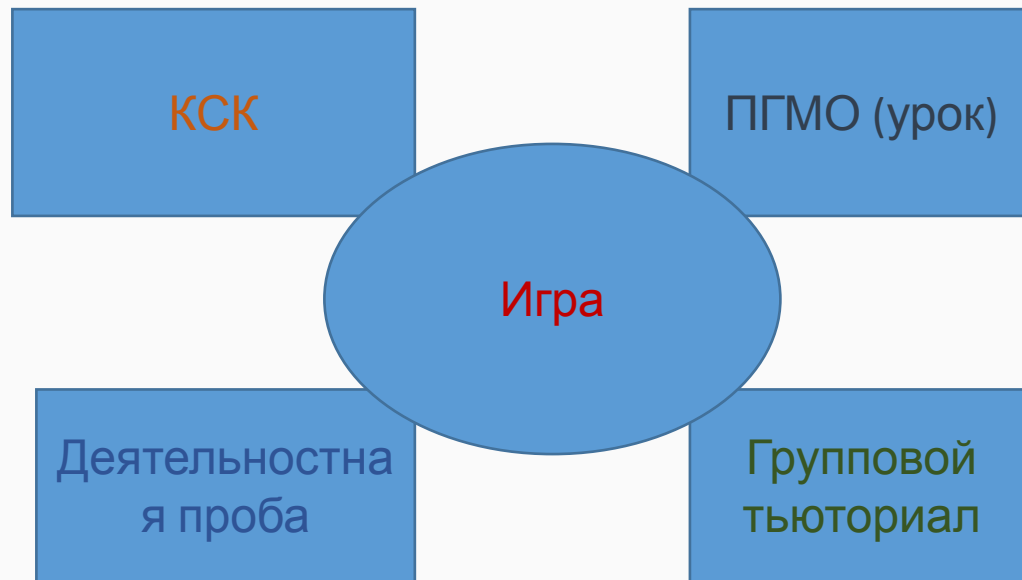 КСК
ПГМО (урок)
Игра
Деятельностна
я проба
Групповой
тьюториал